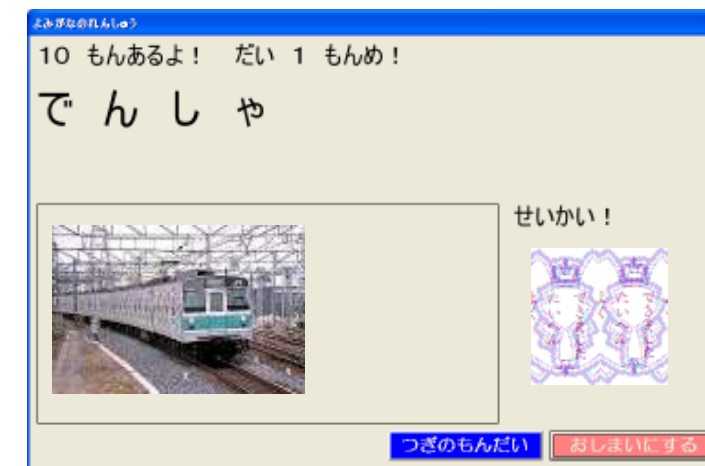 よみがなのれんしゅう
10 もんあるよ! だい 1 もんめ!
でんしゃ
せいかい!
つぎのもんだい
おしまいにする